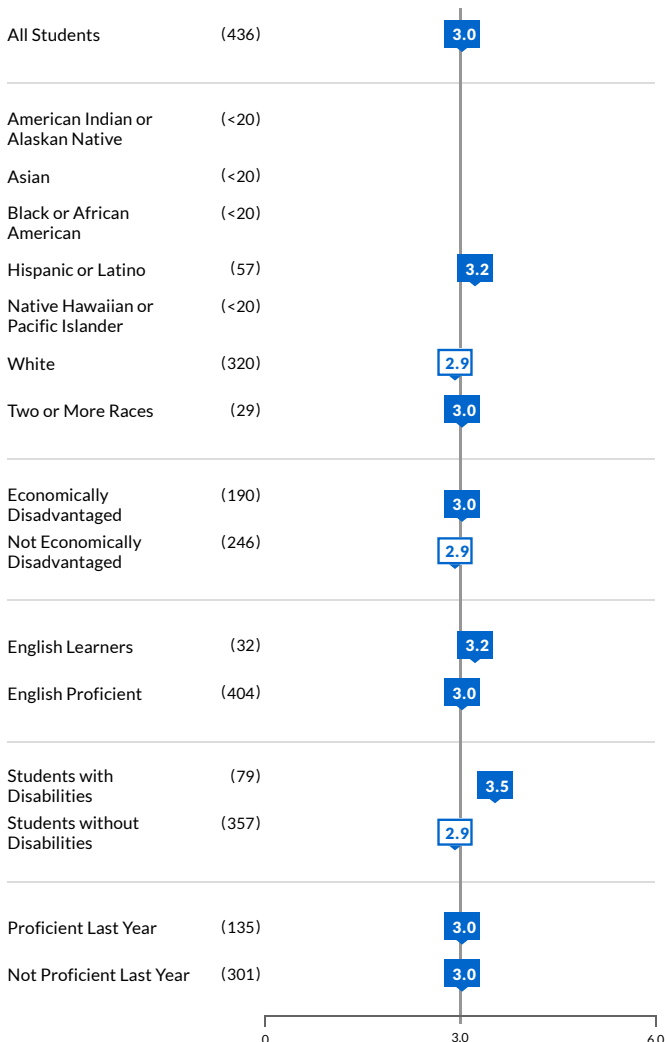 All Students (436) 3.0
American Indian or (<20)
Alaskan Native
Asian (<20)
Black or African (<20)
American
Hispanic or Latino (57) 3.2
Native Hawaiian or (<20)
Pacific Islander
White (320) 2.9
Two or More Races (29) 3.0
Economically (190) 3.0
Disadvantaged
Not Economically (246) 2.9
Disadvantaged
English Learners (32) 3.2
English Proficient (404) 3.0
Students with (79) 3.5
Disabilities
Students without (357) 2.9
Disabilities
Proficient Last Year (135) 3.0
Not Proficient Last Year (301) 3.0
0 3.0 6.0